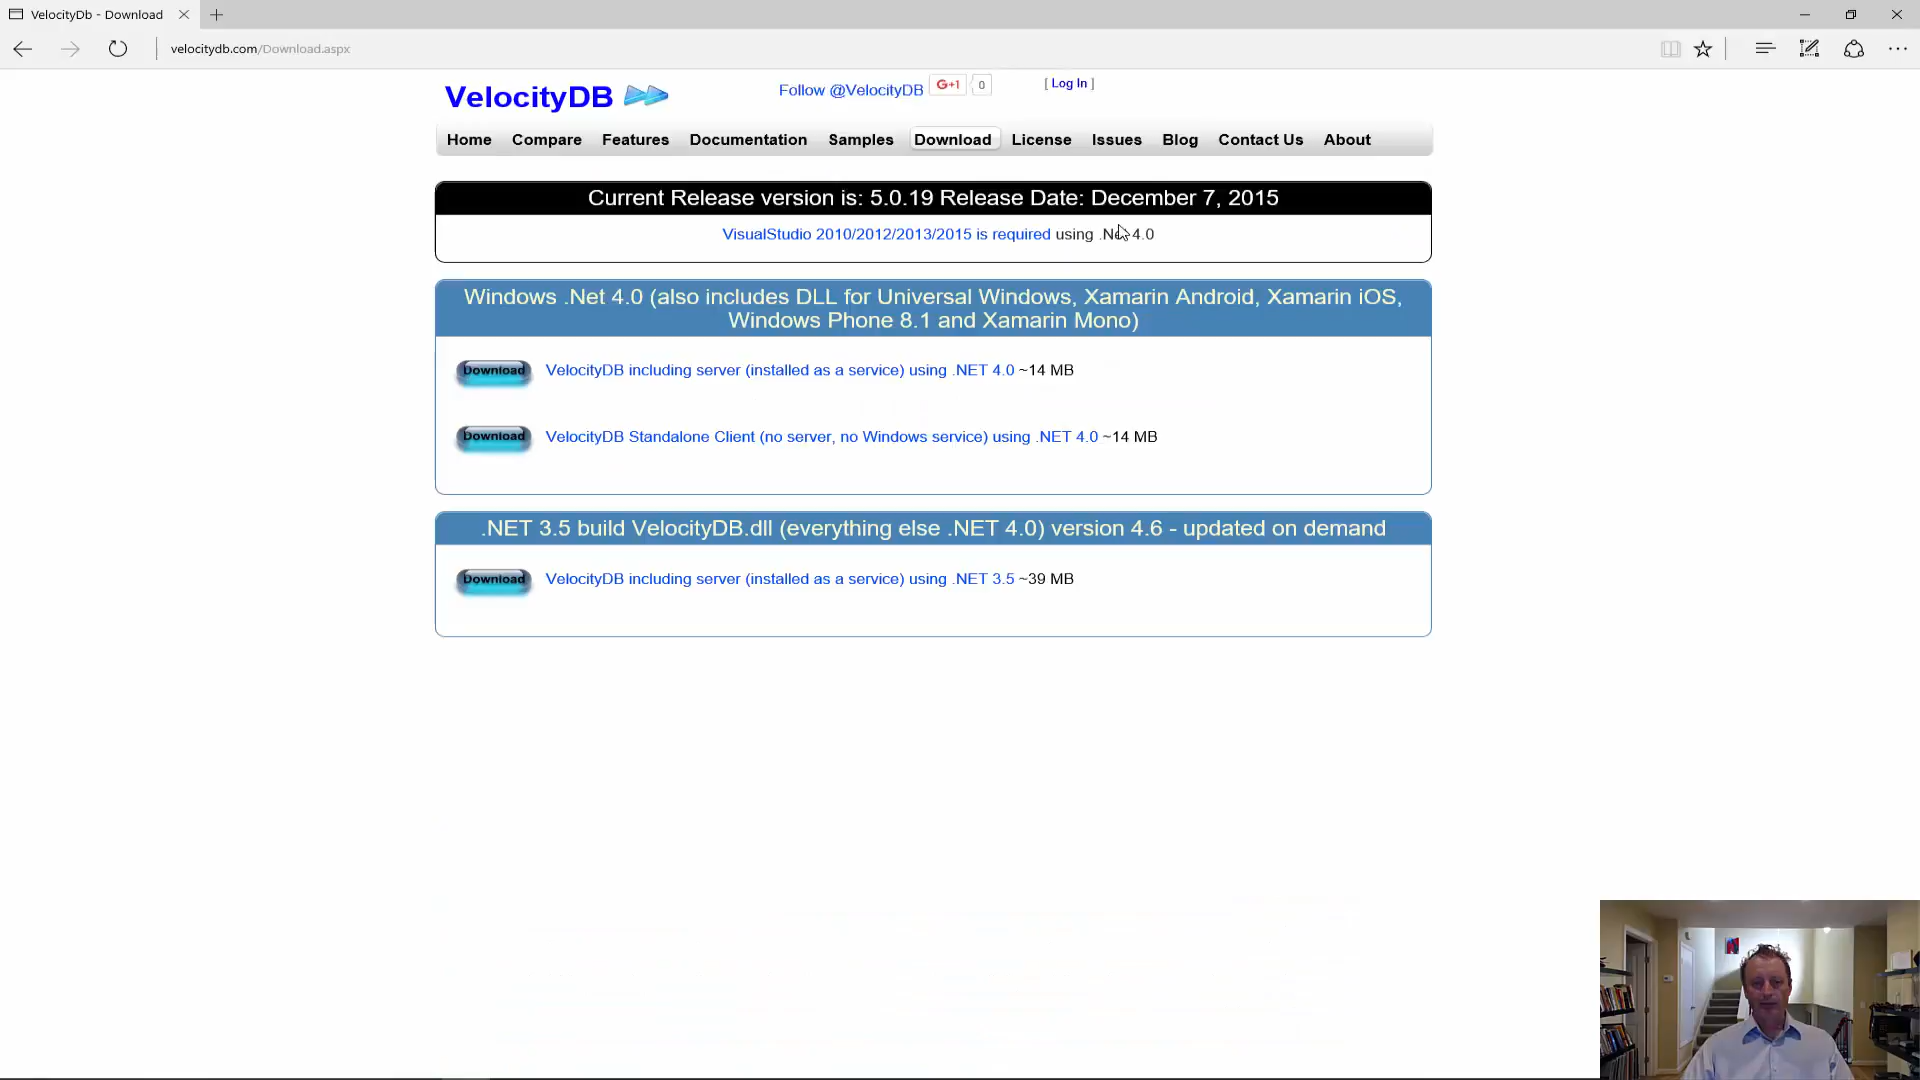 VelocityDb - Download
velocitydb.com/Download.aspx
VelocityDB
Follow @VelocityDB
G+1
0
[ Log In ]
Home Compare Features Documentation Samples Download License Issues Blog Contact Us About
Current Release version is: 5.0.19 Release Date: December 7, 2015
VisualStudio 2010/2012/2013/2015 is required using .Net 4.0
Windows .Net 4.0 (also includes DLL for Universal Windows, Xamarin Android, Xamarin iOS,
Windows Phone 8.1 and Xamarin Mono)
Download VelocityDB including server (installed as a service) using .NET 4.0 ~14 MB
Download VelocityDB Standalone Client (no server, no Windows service) using .NET 4.0 ~14 MB
.NET 3.5 build VelocityDB.dll (everything else .NET 4.0) version 4.6 - updated on demand
Download VelocityDB including server (installed as a service) using .NET 3.5 ~39 MB